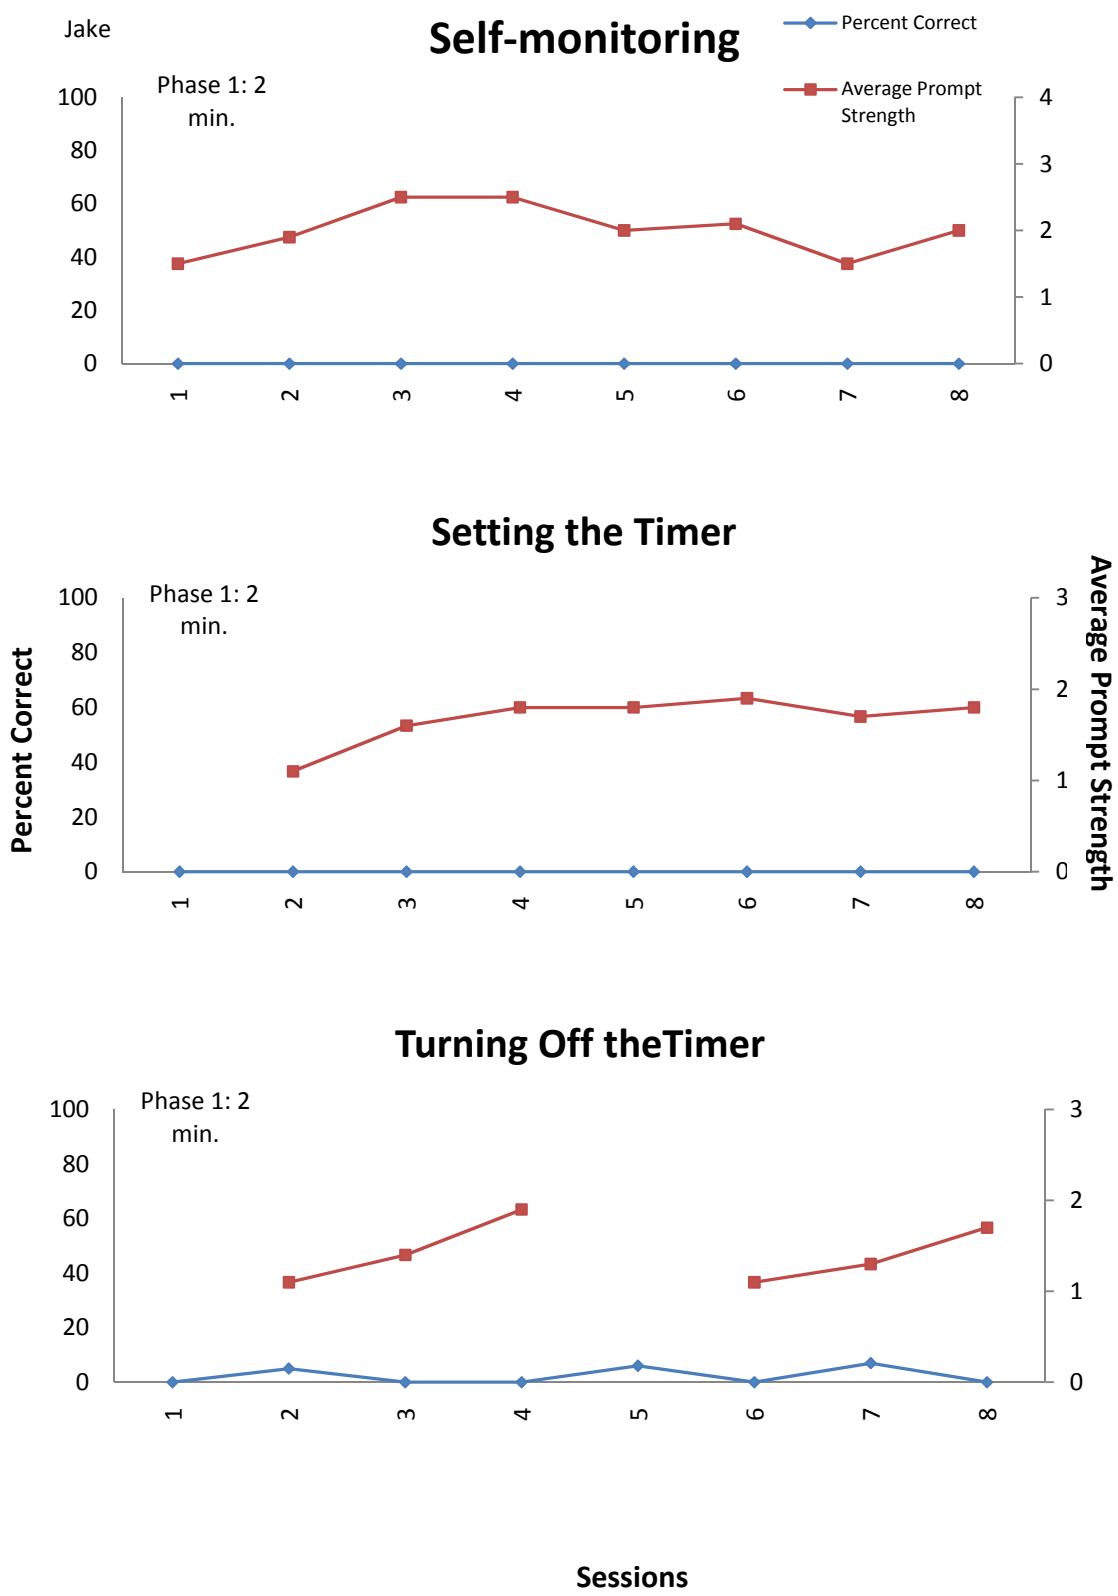 Jake
Self-monitoring
Percent Correct
Average Prompt
Strength
Phase 1: 2
min.
100
80
60
40
20
0
4
3
2
1
0
1 2 3 4 5 6 7 8
Setting the Timer
Phase 1: 2
min.
Percent Correct
100
80
60
40
20
0
3
2
1
0
Average Prompt Strength
1 2 3 4 5 6 7 8
Turning Off theTimer
Phase 1: 2
min.
100
80
60
40
20
0
3
2
1
0
1 2 3 4 5 6 7 8
Sessions